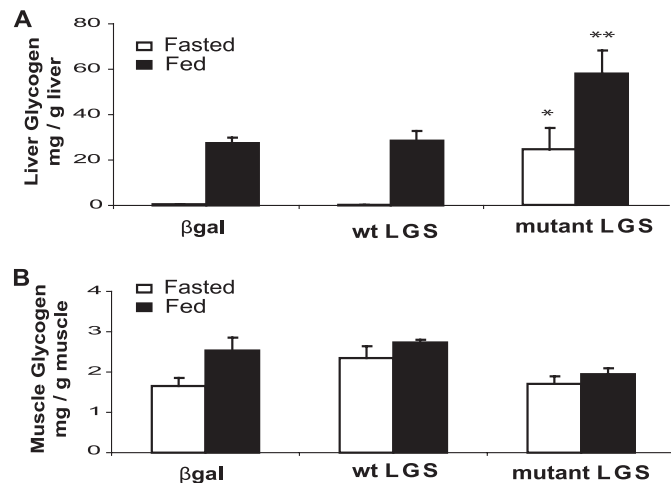 A
80
60
40
20
0
Liver Glycogen
mg / g liver
Fasted
Fed
*
**
βgal
wt LGS
mutant LGS
B
4
3
2
1
0
Muscle Glycogen
mg / g muscle
Fasted
Fed
βgal
wt LGS
mutant LGS